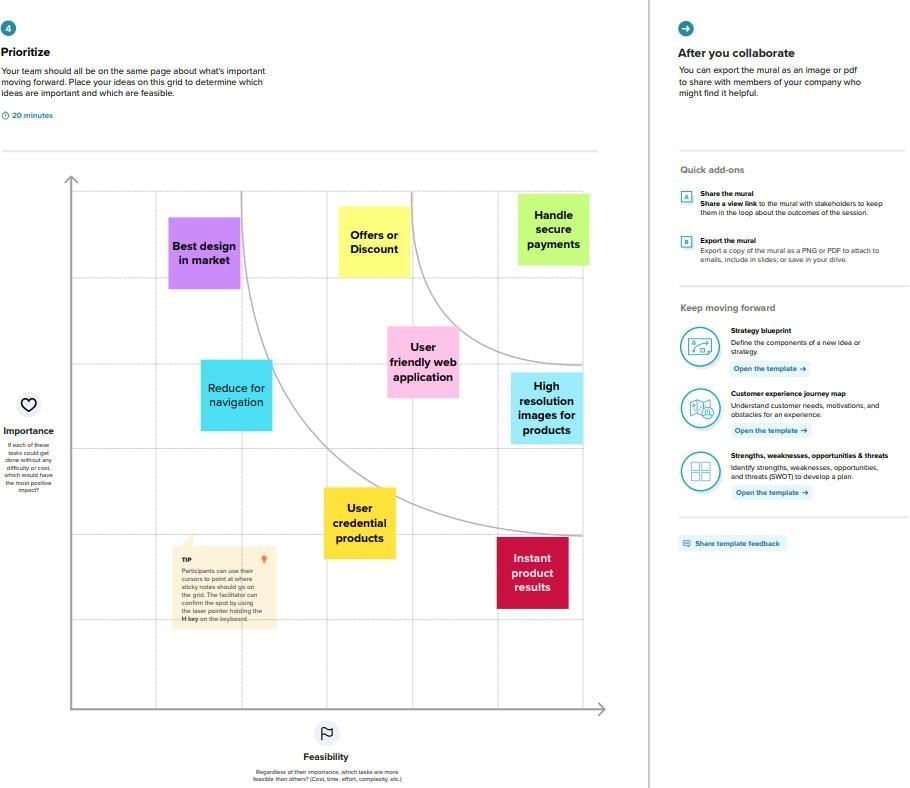 4
Prioritize
Your team should all be on the same page about what's important
moving forward. Place your ideas on this grid to determine which
ideas are important and which are feasible.
20 minutes
Best design
in market
Offers or
Discount
Handle
secure
payments
User
friendly web
application
Reduce for
navigation
High
resolution
images for
products
Importance
If each of these
tasks could get
done without any
difficulty or cost,
which would have
the most positive
impact?
User
credential
products
Instant
product
results
TIP
Participants can use their
cursors to point at where
sticky notes should go on
the grid. The facilitator can
confirm the spot by using
the laser pointer holding the
H key on the keyboard.
Feasibility
Regardless of their importance, which tasks are more
feasible than others? (Cost, time, effort, complexity, etc.)
After you collaborate
You can export the mural as an image or pdf
to share with members of your company who
might find it helpful.
Quick add-ons
A
Share the mural
Share a view link to the mural with stakeholders to keep
them in the loop about the outcomes of the session.
B
Export the mural
Export a copy of the mural as a PNG or PDF to attach to
emails, include in slides, or save in your drive.
Keep moving forward
Strategy blueprint
Define the components of a new idea or
strategy.
Open the template →
Customer experience journey map
Understand customer needs, motivations, and
obstacles for an experience.
Open the template →
Strengths, weaknesses, opportunities & threats
Identify strengths, weaknesses, opportunities,
and threats (SWOT) to develop a plan.
Open the template →
Share template feedback